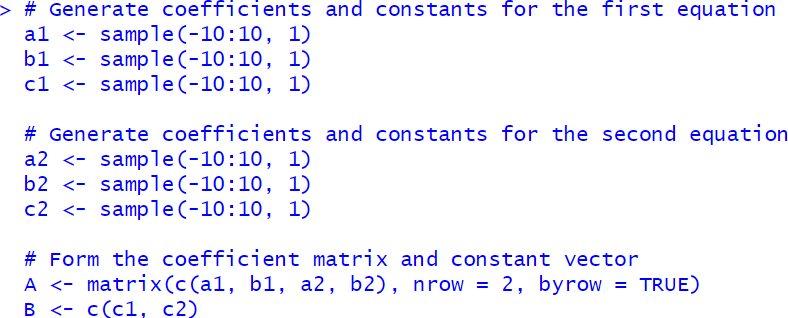 > # Generate coefficients and constants for the first equation
a1 <- sample(-10:10, 1)
b1 <- sample(-10:10, 1)
c1 <- sample(-10:10, 1)
# Generate coefficients and constants for the second equation
a2 <- sample(-10:10, 1)
b2 <- sample(-10:10, 1)
c2 <- sample(-10:10, 1)
# Form the coefficient matrix and constant vector
A <- matrix(c(a1, b1, a2, b2), nrow = 2, byrow = TRUE)
B <- c(c1, c2)